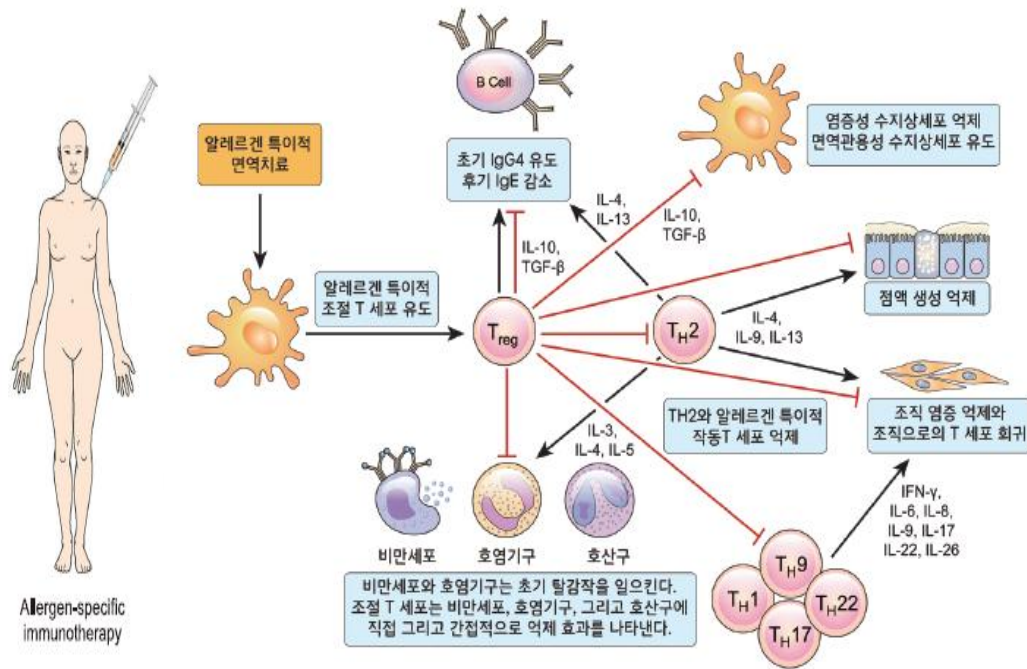 B Cell
알레르겐 특이적
면역치료
초기 IgG4 유도
후기 IgE 감소
염증성 수지상세포 억제
면역관용성 수지상세포 유도
IL-4,
IL-13
IL-10,
TGF-β
IL-10,
TGF-β
알레르겐 특이적
조절 T 세포 유도
Treg
TH2
점액 생성 억제
IL-4,
IL-9, IL-13
TH2와 알레르겐 특이적
작동T 세포 억제
조직 염증 억제와
조직으로의 T 세포 회귀
IL-3,
IL-4, IL-5
IFN-γ,
IL-6, IL-8,
IL-9, IL-17
IL-22, IL-26
비만세포
호염기구
호산구
비만세포와 호염기구는 초기 탈감작을 일으킨다.
조절 T 세포는 비만세포, 호염기구, 그리고 호산구에
직접 그리고 간접적으로 억제 효과를 나타낸다.
TH9
TH1
TH22
TH17
Allergen-specific
immunotherapy